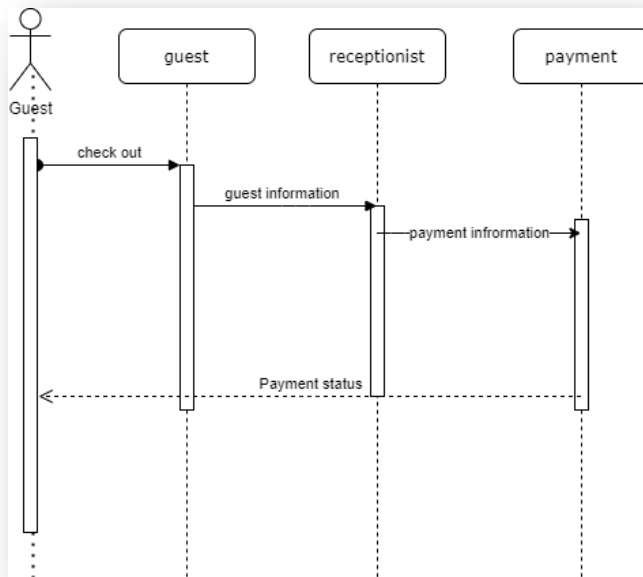 guest
receptionist
payment
Guest
check out
guest information
payment infrormation
Payment status